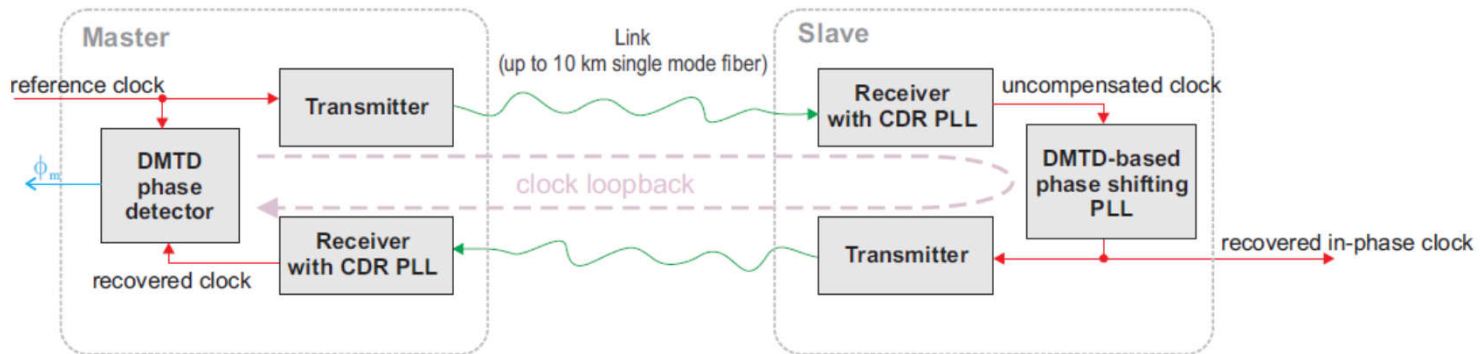 Master
Slave
Link
(up to 10 km single mode fiber)
reference clock
Transmitter
Receiver
with CDR PLL
uncompensated clock
DMTD
phase
detector
ϕm
clock loopback
DMTD-based
phase shifting
PLL
Receiver
with CDR PLL
Transmitter
recovered clock
recovered in-phase clock